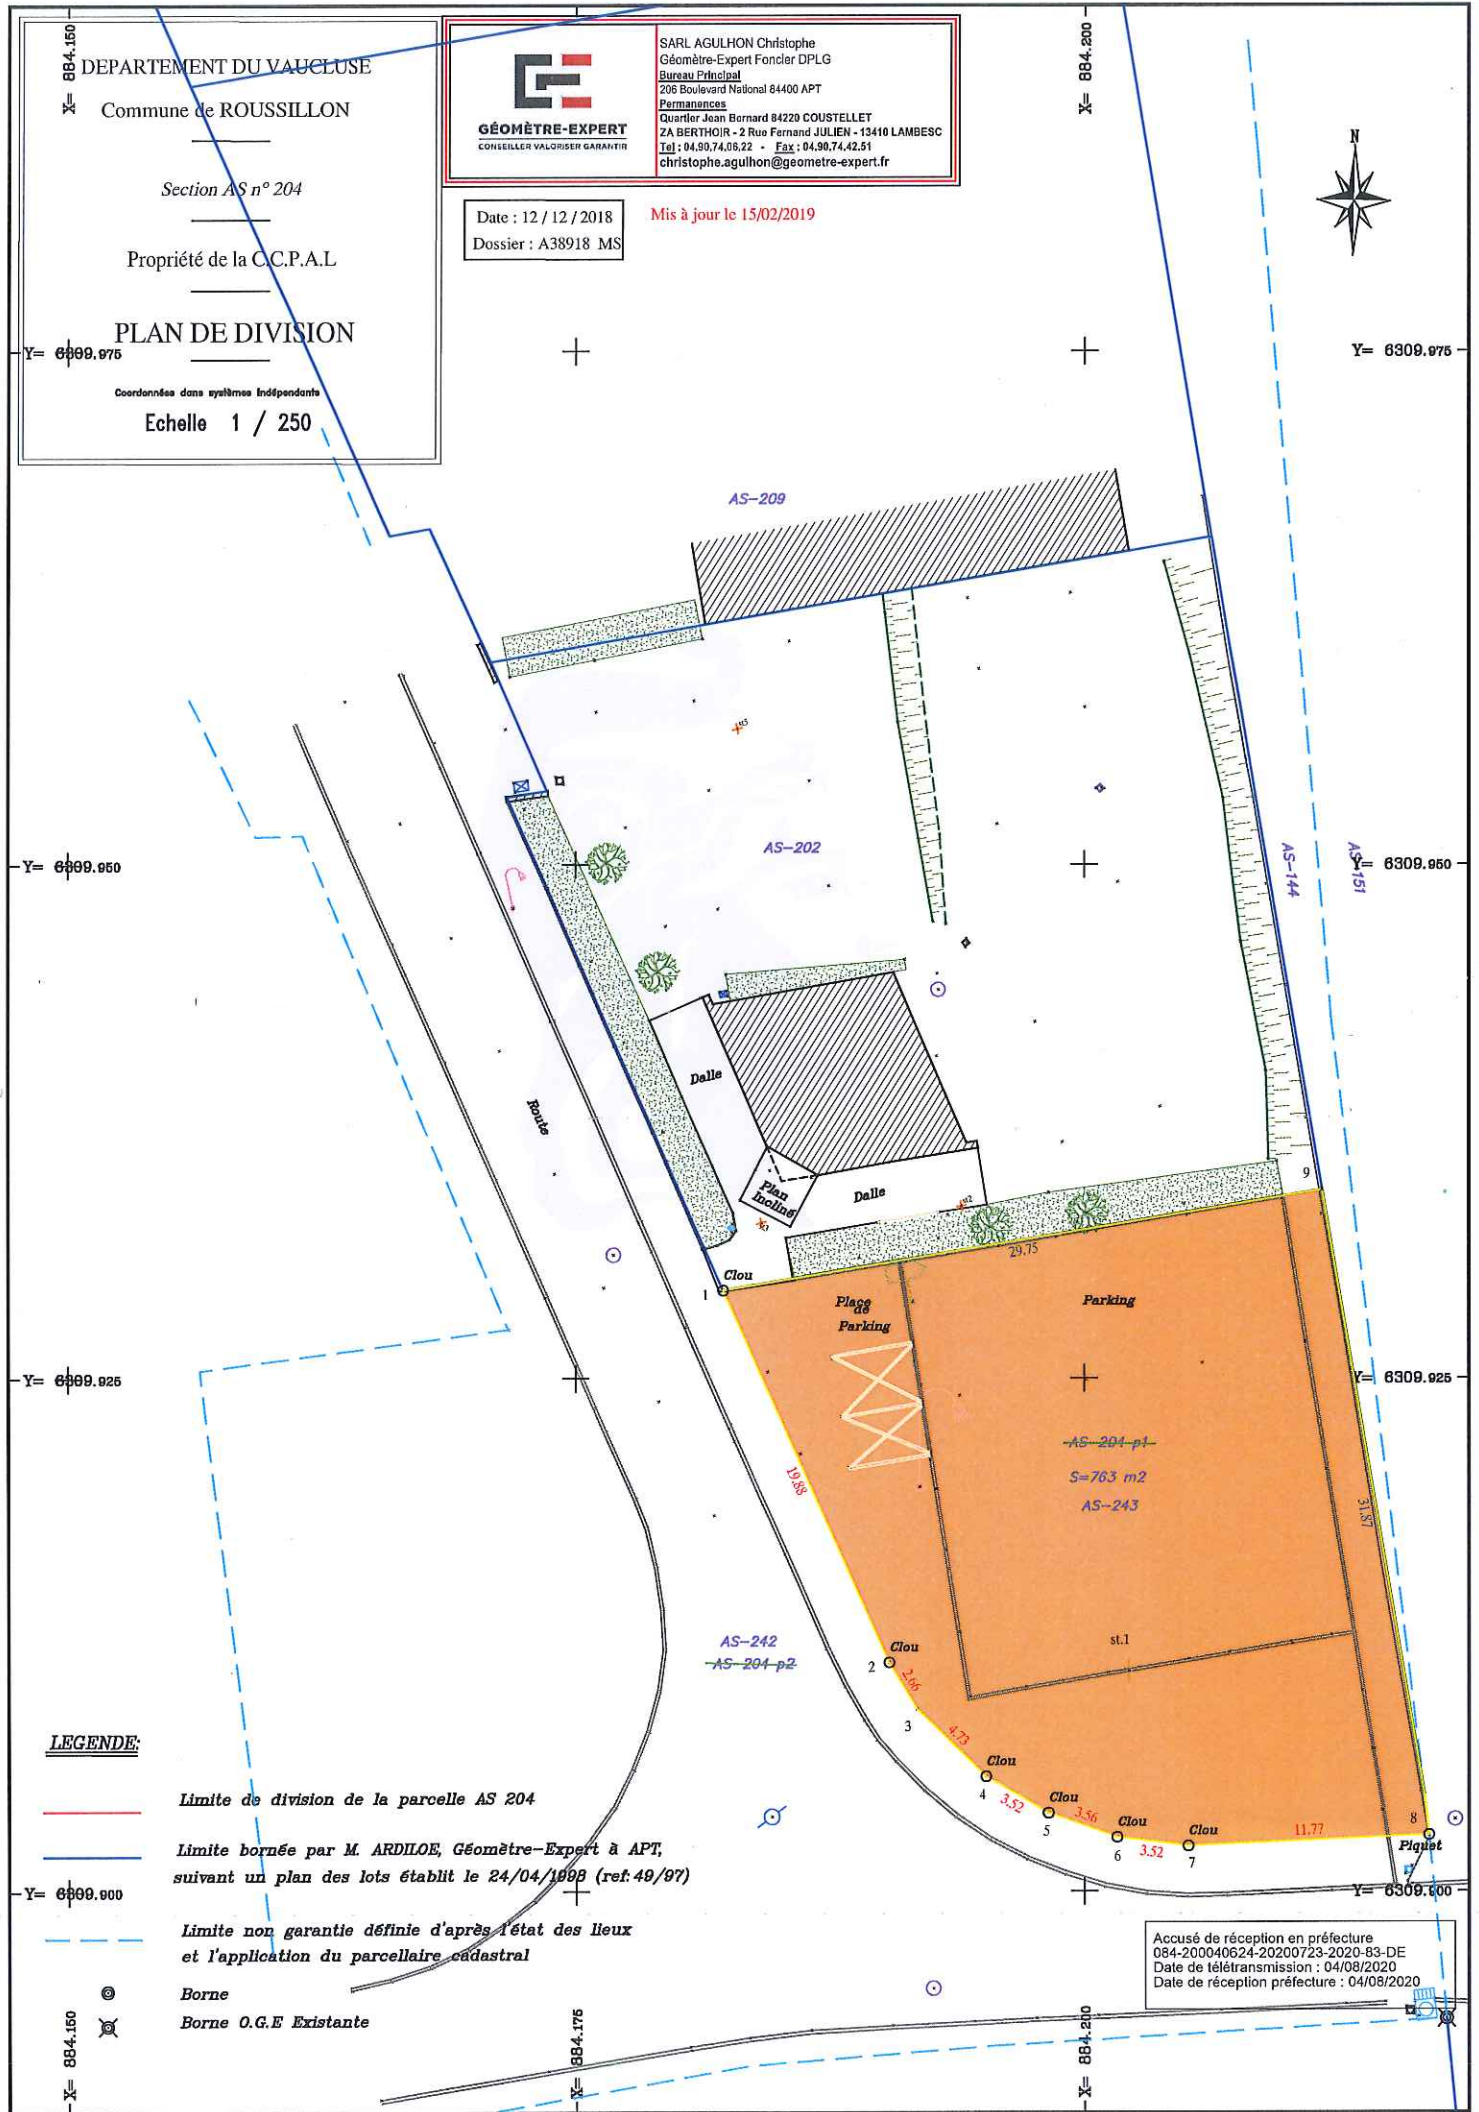 X= 884.150
DEPARTEMENT DU VAUCLUSE
Commune de ROUSSILLON
Section AS n° 204
Propriété de la C.C.P.A.L
PLAN DE DIVISION
Coordonnées dans systèmes Indépendants
Echelle 1 / 250
GÉOMÈTRE-EXPERT
CONSEILLER VALORISER GARANTIR
SARL AGULHON Christophe
Géomètre-Expert Foncier DPLG
Bureau Principal
206 Boulevard National 84400 APT
Permanences
Quartier Jean Bernard 84220 COUSTELLET
ZA BERTHOIR - 2 Rue Fernand JULIEN - 13410 LAMBESC
Tel : 04.90.74.06.22 - Fax : 04.90.74.42.51
christophe.agulhon@geometre-expert.fr
Date : 12 / 12 / 2018
Dossier : A38918 MS
Mis à jour le 15/02/2019
X= 884.200
N
Y= 6309.975
Y= 6309.975
AS-209
AS-202
AS-144
AS-151
Y= 6309.950
Y= 6309.950
Route
Dalle
Plan
Incliné
Dalle
9
29.75
Clou
1
Place
de
Parking
Parking
Y= 6309.925
Y= 6309.925
AS-204 p1
S=763 m2
AS-243
19.88
31.87
st.1
AS-242
AS-204 p2
Clou
2
2.66
3
4.73
Clou
4
3.52
Clou
5
3.56
Clou
6
3.52
Clou
7
11.77
8
Piquet
LEGENDE:
Limite de division de la parcelle AS 204
Limite bornée par M. ARDILOE, Géomètre-Expert à APT,
suivant un plan des lots établit le 24/04/1998 (ref: 49/97)
Y= 6309.900
Y= 6309.900
Limite non garantie définie d'après l'état des lieux
et l'application du parcellaire cadastral
Borne
Borne O.G.E Existante
Accusé de réception en préfecture
084-200040624-20200723-2020-83-DE
Date de télétransmission : 04/08/2020
Date de réception préfecture : 04/08/2020
X= 884.150
X= 884.175
X= 884.200